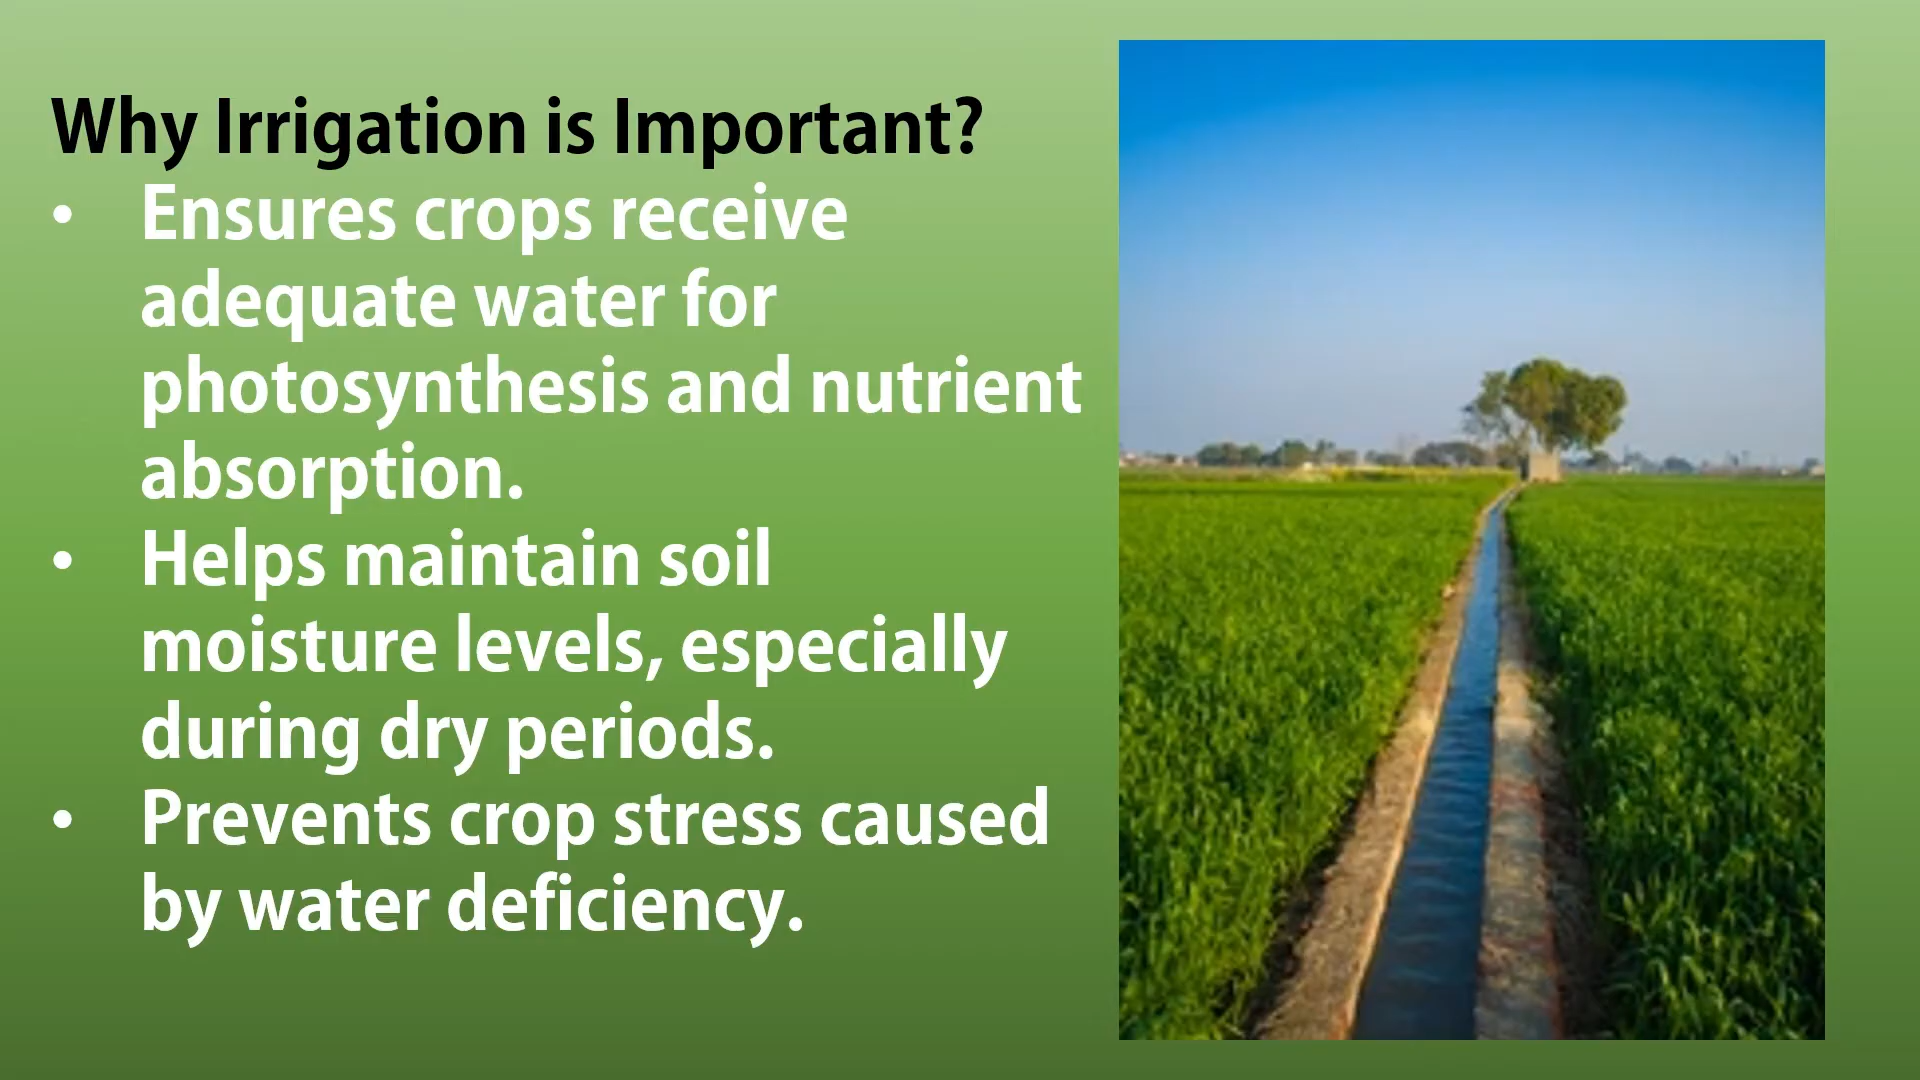 Why Irrigation is Important?
• Ensures crops receive
adequate water for
photosynthesis and nutrient
absorption.
• Helps maintain soil
moisture levels, especially
during dry periods.
• Prevents crop stress caused
by water deficiency.